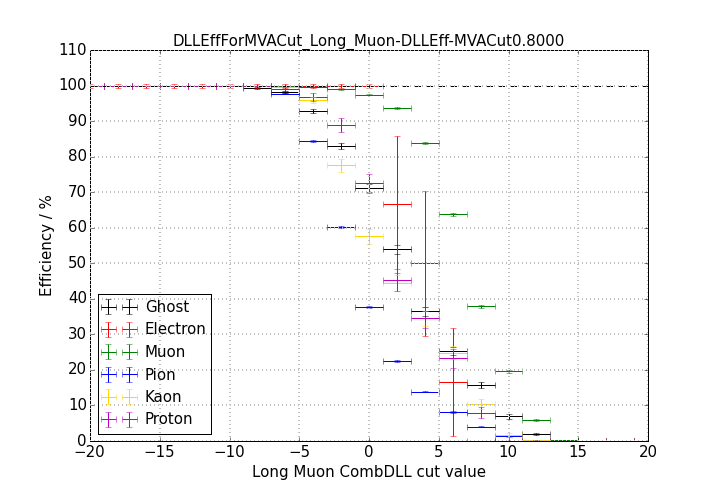 DLLEffForMVACut_Long_Muon-DLLEff-MVACut0.8000
110
100
90
80
70
60
50
40
30
20
10
0
Efficiency / %
Ghost
Electron
Muon
Pion
Kaon
Proton
−20 −15 −10 −5 0 5 10 15 20
Long Muon CombDLL cut value